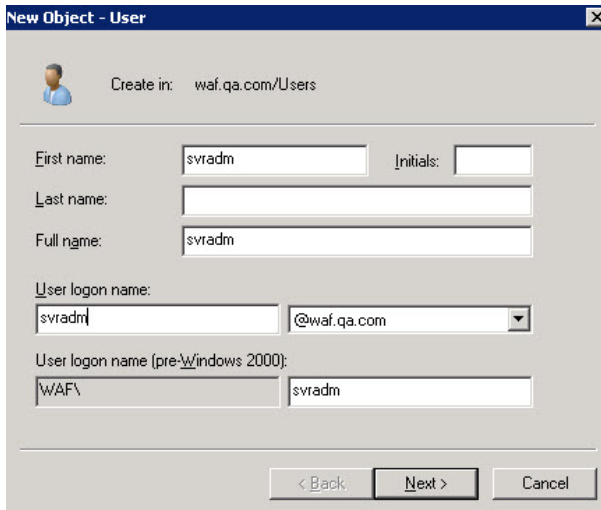 New Object - User
Create in: waf.qa.com/Users
First name: svradm Initials:
Last name:
Full name: svradm
User logon name:
svradm @waf.qa.com
User logon name (pre-Windows 2000):
WAF\ svradm
< Back Next > Cancel